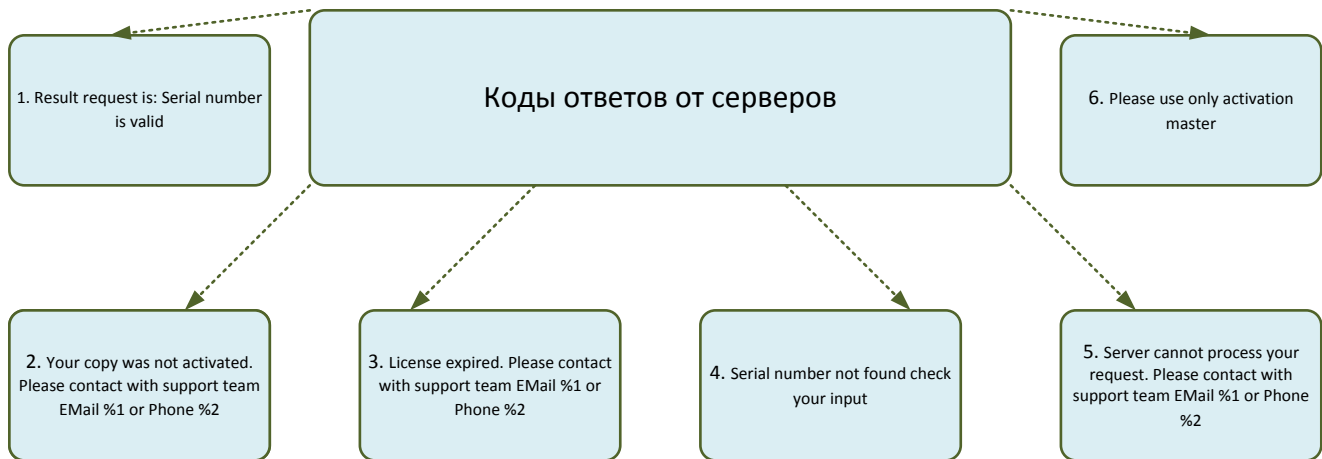 Коды ответов от серверов
1. Result request is: Serial number
is valid
6. Please use only activation
master
2. Your copy was not activated.
Please contact with support team
EMail %1 or Phone %2
3. License expired. Please contact
with support team EMail %1 or
Phone %2
4. Serial number not found check
your input
5. Server cannot process your
request. Please contact with
support team EMail %1 or Phone
%2